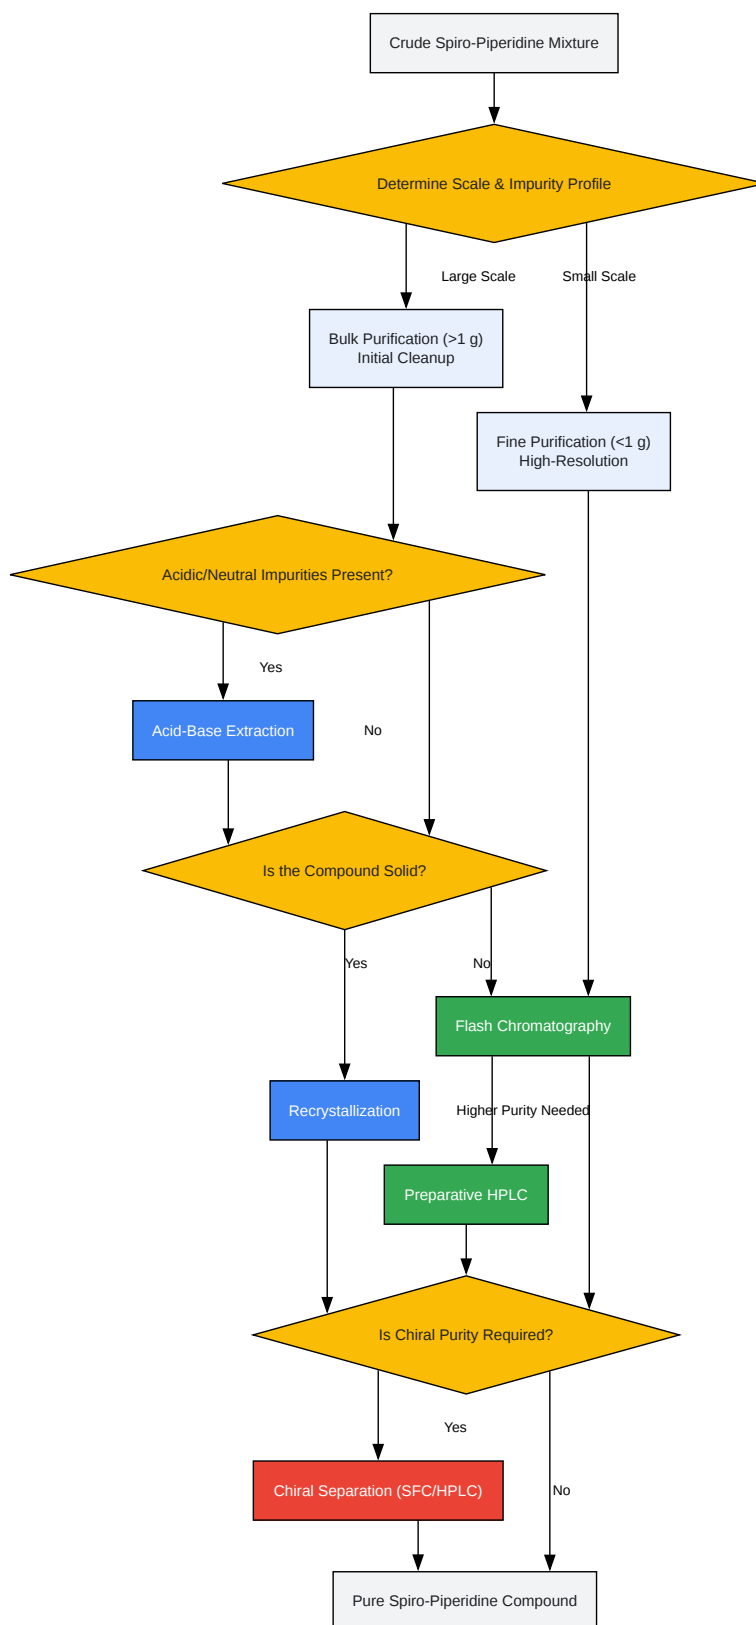 Crude Spiro-Piperidine Mixture
Determine Scale & Impurity Profile
Large Scale
Small Scale
Bulk Purification (>1 g)
Initial Cleanup
Fine Purification (<1 g)
High-Resolution
Acidic/Neutral Impurities Present?
Yes
Acid-Base Extraction
No
Is the Compound Solid?
Yes
No
Flash Chromatography
Recrystallization
Higher Purity Needed
Preparative HPLC
Is Chiral Purity Required?
Yes
Chiral Separation (SFC/HPLC)
No
Pure Spiro-Piperidine Compound